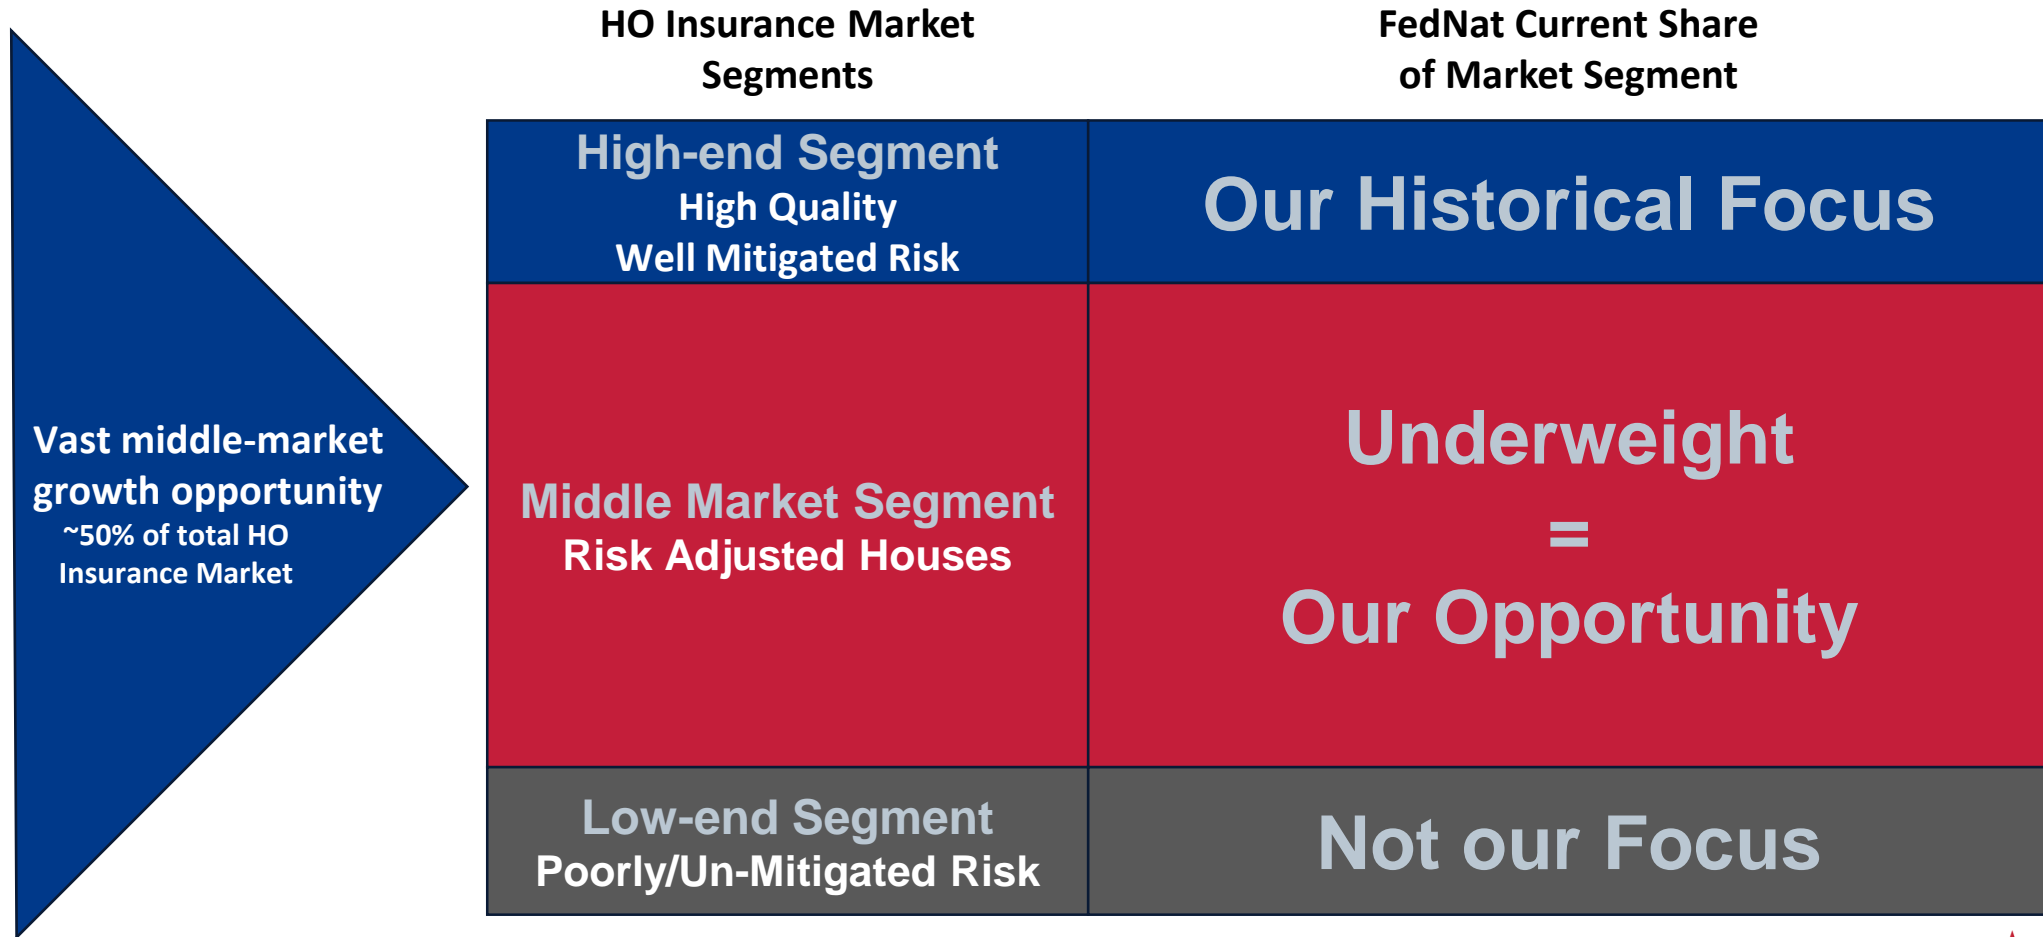 HO Insurance Market
Segments
FedNat Current Share
of Market Segment
High-end Segment
High Quality
Well Mitigated Risk
Our Historical Focus
Vast middle-market
growth opportunity
~50% of total HO
Insurance Market
Middle Market Segment
Risk Adjusted Houses
Underweight
=
Our Opportunity
Low-end Segment
Poorly/Un-Mitigated Risk
Not our Focus